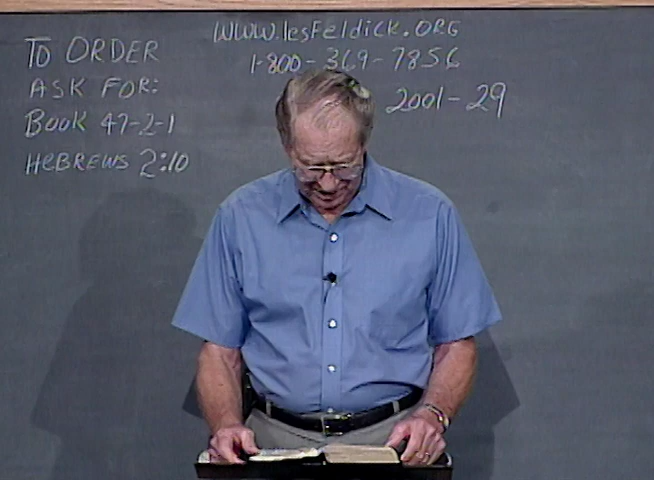 WWW.lesFeldick.ORG
1-800-369-7856
2001-29
TO ORDER
ASK FOR:
Book 47-2-1
HEBREWS 2:10